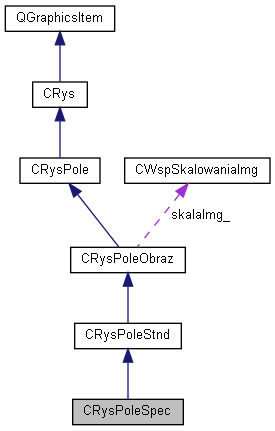 QGraphicsItem
CRys
CRysPole
CWspSkalowaniaImg
skalaImg_
CRysPoleObraz
CRysPoleStnd
CRysPoleSpec